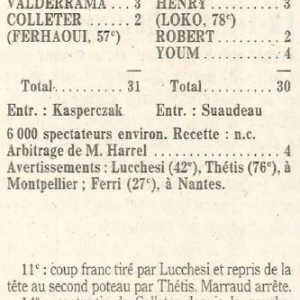 VALDERRAMA ... 3 HENRY ............ 3
COLLETER ....... 2 (LOKO, 78e)
(FERHAOUI, 57e) ROBERT .......... 2
YOUM ............. 4
Total .......... 31 Total .......... 30
Entr. : Kasperczak Entr. : Suaudeau
6 000 spectateurs environ. Recette : n.c.
Arbitrage de M. Harrel .................... 4
Avertissements : Lucchesi (42e), Thétis (76e), à
Montpellier ; Ferri (27e), à Nantes.
11e : coup franc tiré par Lucchesi et reprise de la
tête au second poteau par Thétis. Marraud arrête.